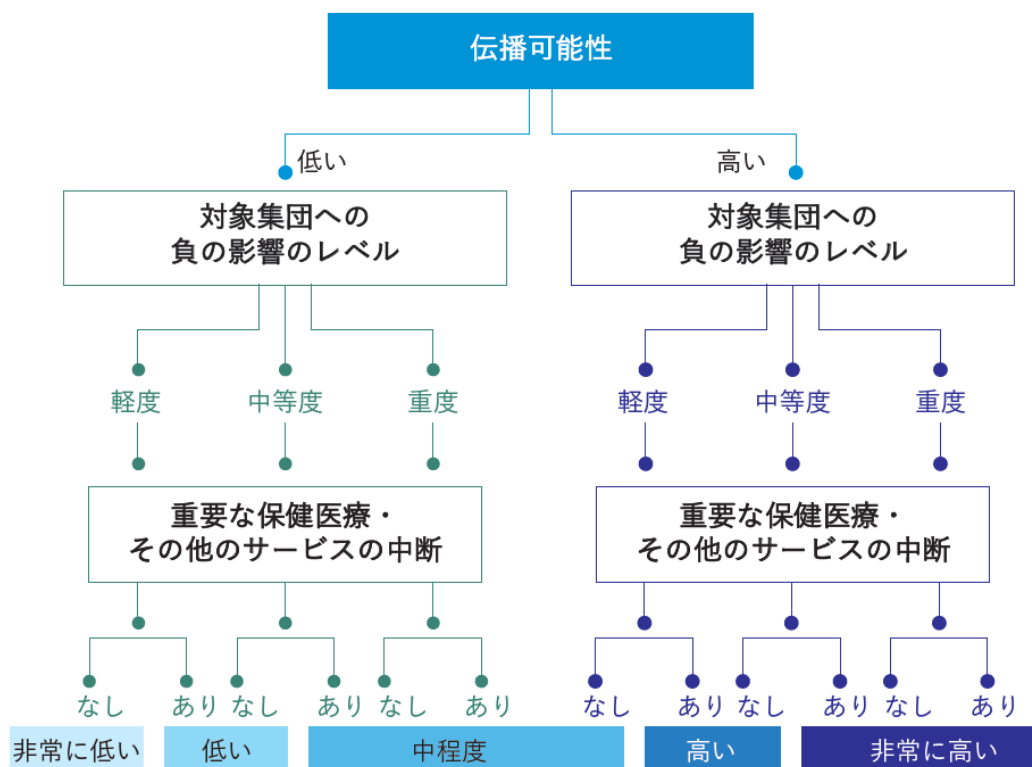 伝播可能性
低い
高い
対象集団への
負の影響のレベル
対象集団への
負の影響のレベル
軽度
中等度
重度
軽度
中等度
重度
重要な保健医療・
その他のサービスの中断
重要な保健医療・
その他のサービスの中断
なし
あり
なし
あり
なし
あり
なし
あり
なし
あり
なし
あり
非常に低い
低い
中程度
高い
非常に高い